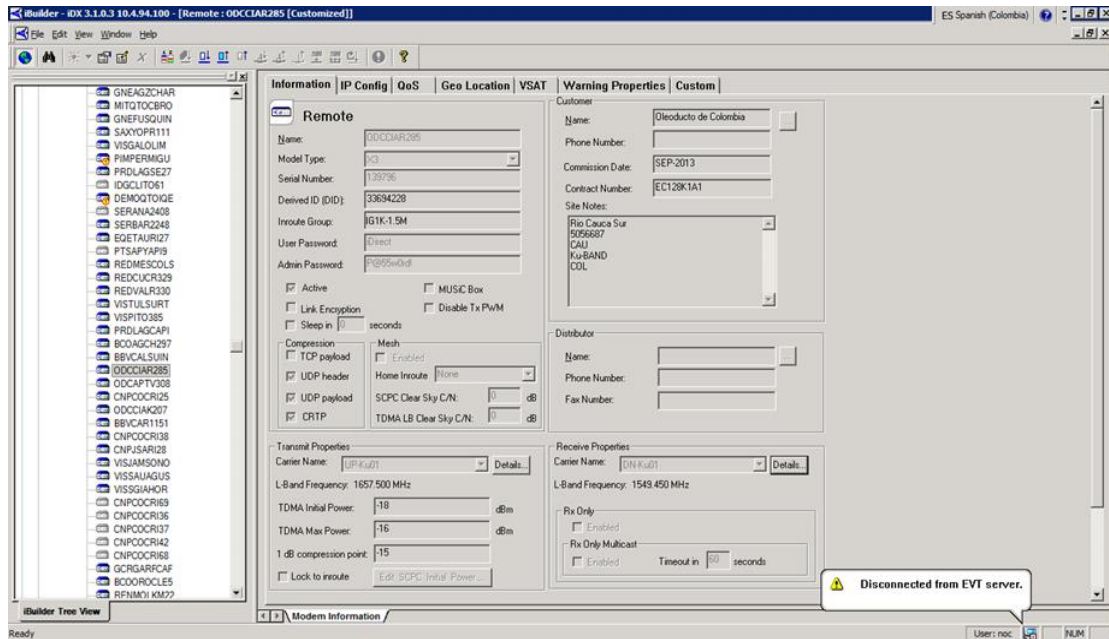 iBuilder - iDX 3.1.0.3 10.4.94.100 - [Remote : ODCCIAR285 [Customized]]
ES Spanish (Colombia)
File Edit View Window Help
GNEAGZCHAR
MITQTOCBRO
GNEFUSQUIN
SAXYOPR111
VISGALOLIM
PIMPERMIGU
PRDLAGSE27
IDGCLITO61
DEMOQTOIQE
SERANA2408
SERBAR2248
EQETAURI27
PTSAPYAPI9
REDMESCOLS
REDCUCR329
REDVALR330
VISTULSURT
VISPITO385
PRDLAGCAPI
BCOAGCH297
BBVCALSUIN
ODCCIAR285
ODCAPTV308
CNPCOCRI25
ODCCIAK207
BBVCAR1151
CNPCOCRI38
CNPJSARI28
VISJAMSONO
VISSAUAGUS
VISSGIAHOR
CNPCOCRI69
CNPCOCRI36
CNPCOCRI37
CNPCOCRI42
CNPCOCRI68
GCRGARFCAF
BCOOROCLE5
RENMOLKM22
iBuilder Tree View
Information IP Config QoS Geo Location VSAT Warning Properties Custom
Remote
Name: ODCCIAR285
Model Type: X3
Serial Number: 139796
Derived ID (DID): 33694228
Inroute Group: IG1K-1.5M
User Password: iDirect
Admin Password: P@55w0rd!
Active
MUSiC Box
Link Encryption
Disable Tx PWM
Sleep in 0 seconds
Compression
TCP payload
UDP header
UDP payload
CRTP
Mesh
Enabled
Home Inroute None
SCPC Clear Sky C/N: 0 dB
TDMA LB Clear Sky C/N: 0 dB
Customer
Name: Oleoducto de Colombia ...
Phone Number:
Commission Date: SEP-2013
Contract Number: EC128K1A1
Site Notes:
Rio Cauca Sur
5056687
CAU
Ku-BAND
COL
Distributor
Name: ...
Phone Number:
Fax Number:
Transmit Properties
Carrier Name: UP-Ku01 Details...
L-Band Frequency: 1657.500 MHz
TDMA Initial Power: -18 dBm
TDMA Max Power: -16 dBm
1 dB compression point: -15
Lock to inroute Edit SCPC Initial Power...
Receive Properties
Carrier Name: DN-Ku01 Details...
L-Band Frequency: 1549.450 MHz
Rx Only
Enabled
Rx Only Multicast
Enabled Timeout in 60 seconds
Disconnected from EVT server.
Modem Information
Ready
User: noc NUM